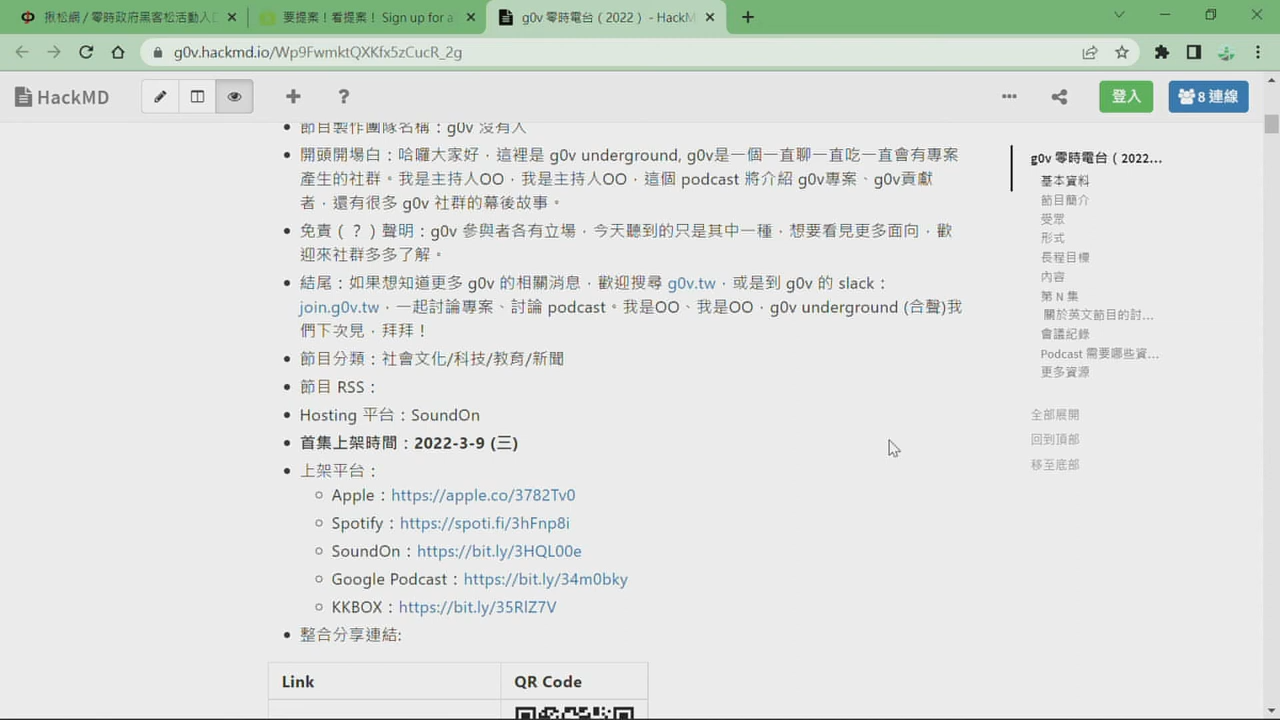 揪松網 / 零時政府黑客松活動入口
要提案！看提案！ Sign up for a
g0v 零時電台（2022） - HackM
g0v.hackmd.io/Wp9FwmktQXKfx5zCucR_2g
HackMD
登入
8 連線
節目製作團隊名稱：g0v 沒有人
開頭開場白：哈囉大家好，這裡是 g0v underground, g0v是一個一直聊一直吃一直會有專案
產生的社群。我是主持人OO，我是主持人OO，這個 podcast 將介紹 g0v專案、g0v貢獻
者，還有很多 g0v 社群的幕後故事。
免責（？）聲明：g0v 參與者各有立場，今天聽到的只是其中一種，想要看見更多面向，歡
迎來社群多多了解。
結尾：如果想知道更多 g0v 的相關消息，歡迎搜尋 g0v.tw，或是到 g0v 的 slack：
join.g0v.tw，一起討論專案、討論 podcast。我是OO、我是OO，g0v underground (合聲)我
們下次見，拜拜！
節目分類：社會文化/科技/教育/新聞
節目 RSS：
Hosting 平台：SoundOn
首集上架時間：2022-3-9 (三)
上架平台：
Apple：https://apple.co/3782Tv0
Spotify：https://spoti.fi/3hFnp8i
SoundOn：https://bit.ly/3HQL00e
Google Podcast：https://bit.ly/34m0bky
KKBOX：https://bit.ly/35RlZ7V
整合分享連結:
Link
QR Code
g0v 零時電台（2022...
基本資料
節目簡介
受眾
形式
長程目標
內容
第 N 集
關於英文節目的討...
會議紀錄
Podcast 需要哪些資...
更多資源
全部展開
回到頂部
移至底部